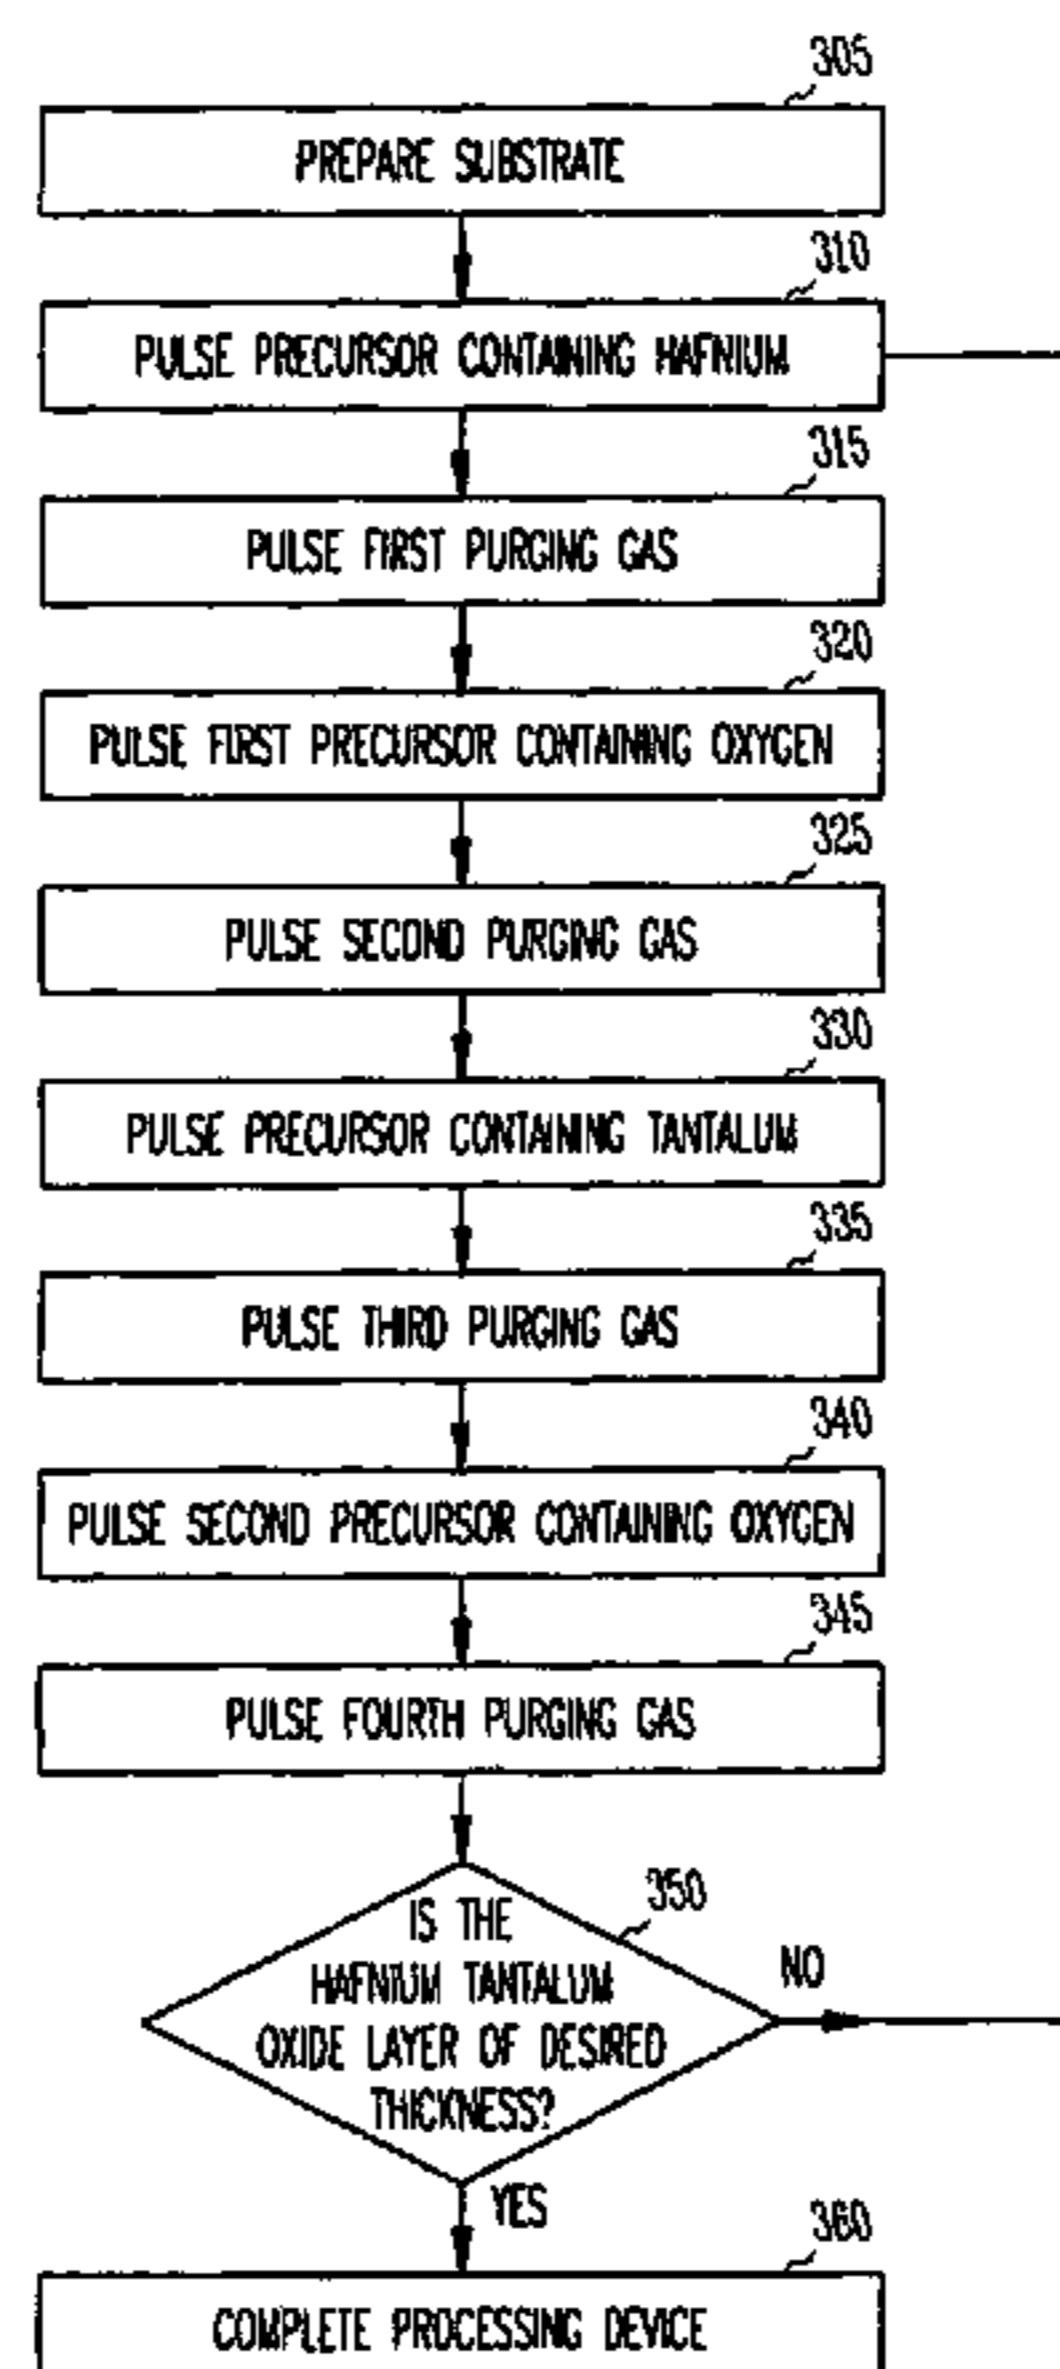 305
PREPARE SUBSTRATE
310
PULSE PRECURSOR CONTAINING HAFNIUM
315
PULSE FIRST PURGING GAS
320
PULSE FIRST PRECURSOR CONTAINING OXYGEN
325
PULSE SECOND PURGING GAS
330
PULSE PRECURSOR CONTAINING TANTALUM
335
PULSE THIRD PURGING GAS
340
PULSE SECOND PRECURSOR CONTAINING OXYGEN
345
PULSE FOURTH PURGING GAS
350
IS THE
HAFNIUM TANTALUM
OXIDE LAYER OF DESIRED
THICKNESS?
NO
YES
360
COMPLETE PROCESSING DEVICE